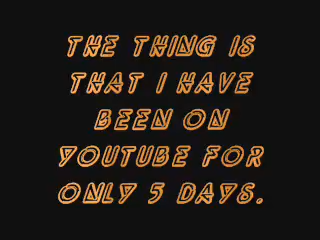 THE THING IS
THAT I HAVE
BEEN ON
YOUTUBE FOR
ONLY 5 DAYS.